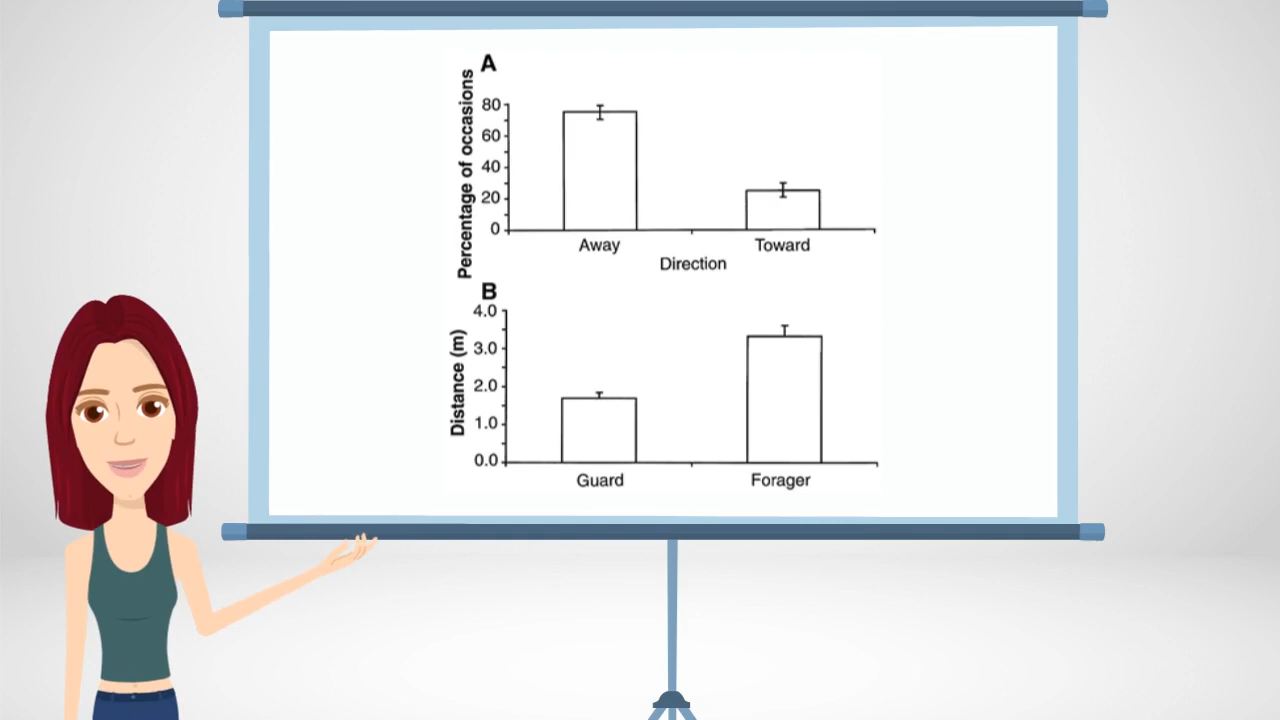 A
Percentage of occasions
80
60
40
20
0
Away Toward
Direction
B
Distance (m)
4.0
3.0
2.0
1.0
0.0
Guard Forager